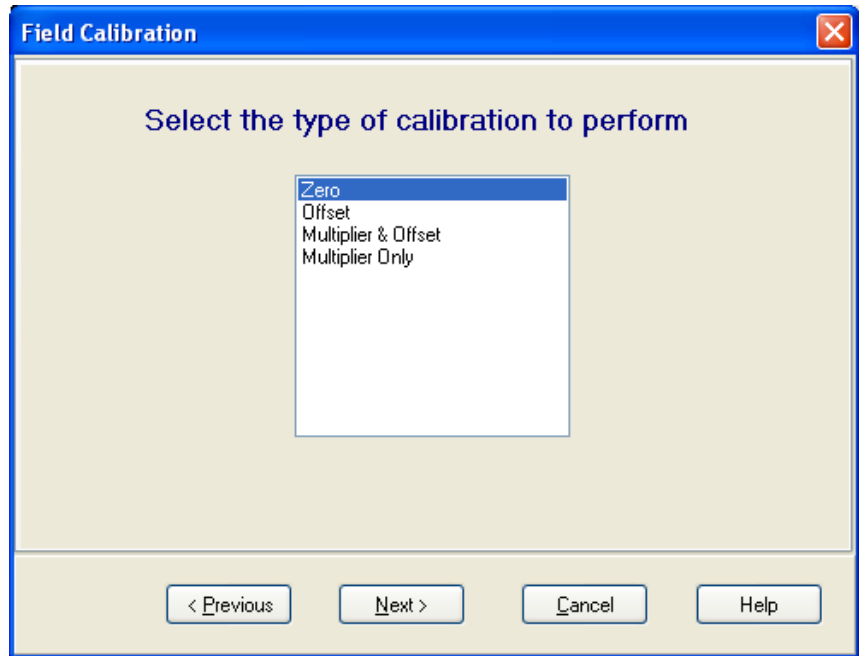 Field Calibration
Select the type of calibration to perform
Zero
Offset
Multiplier & Offset
Multiplier Only
< Previous
Next >
Cancel
Help